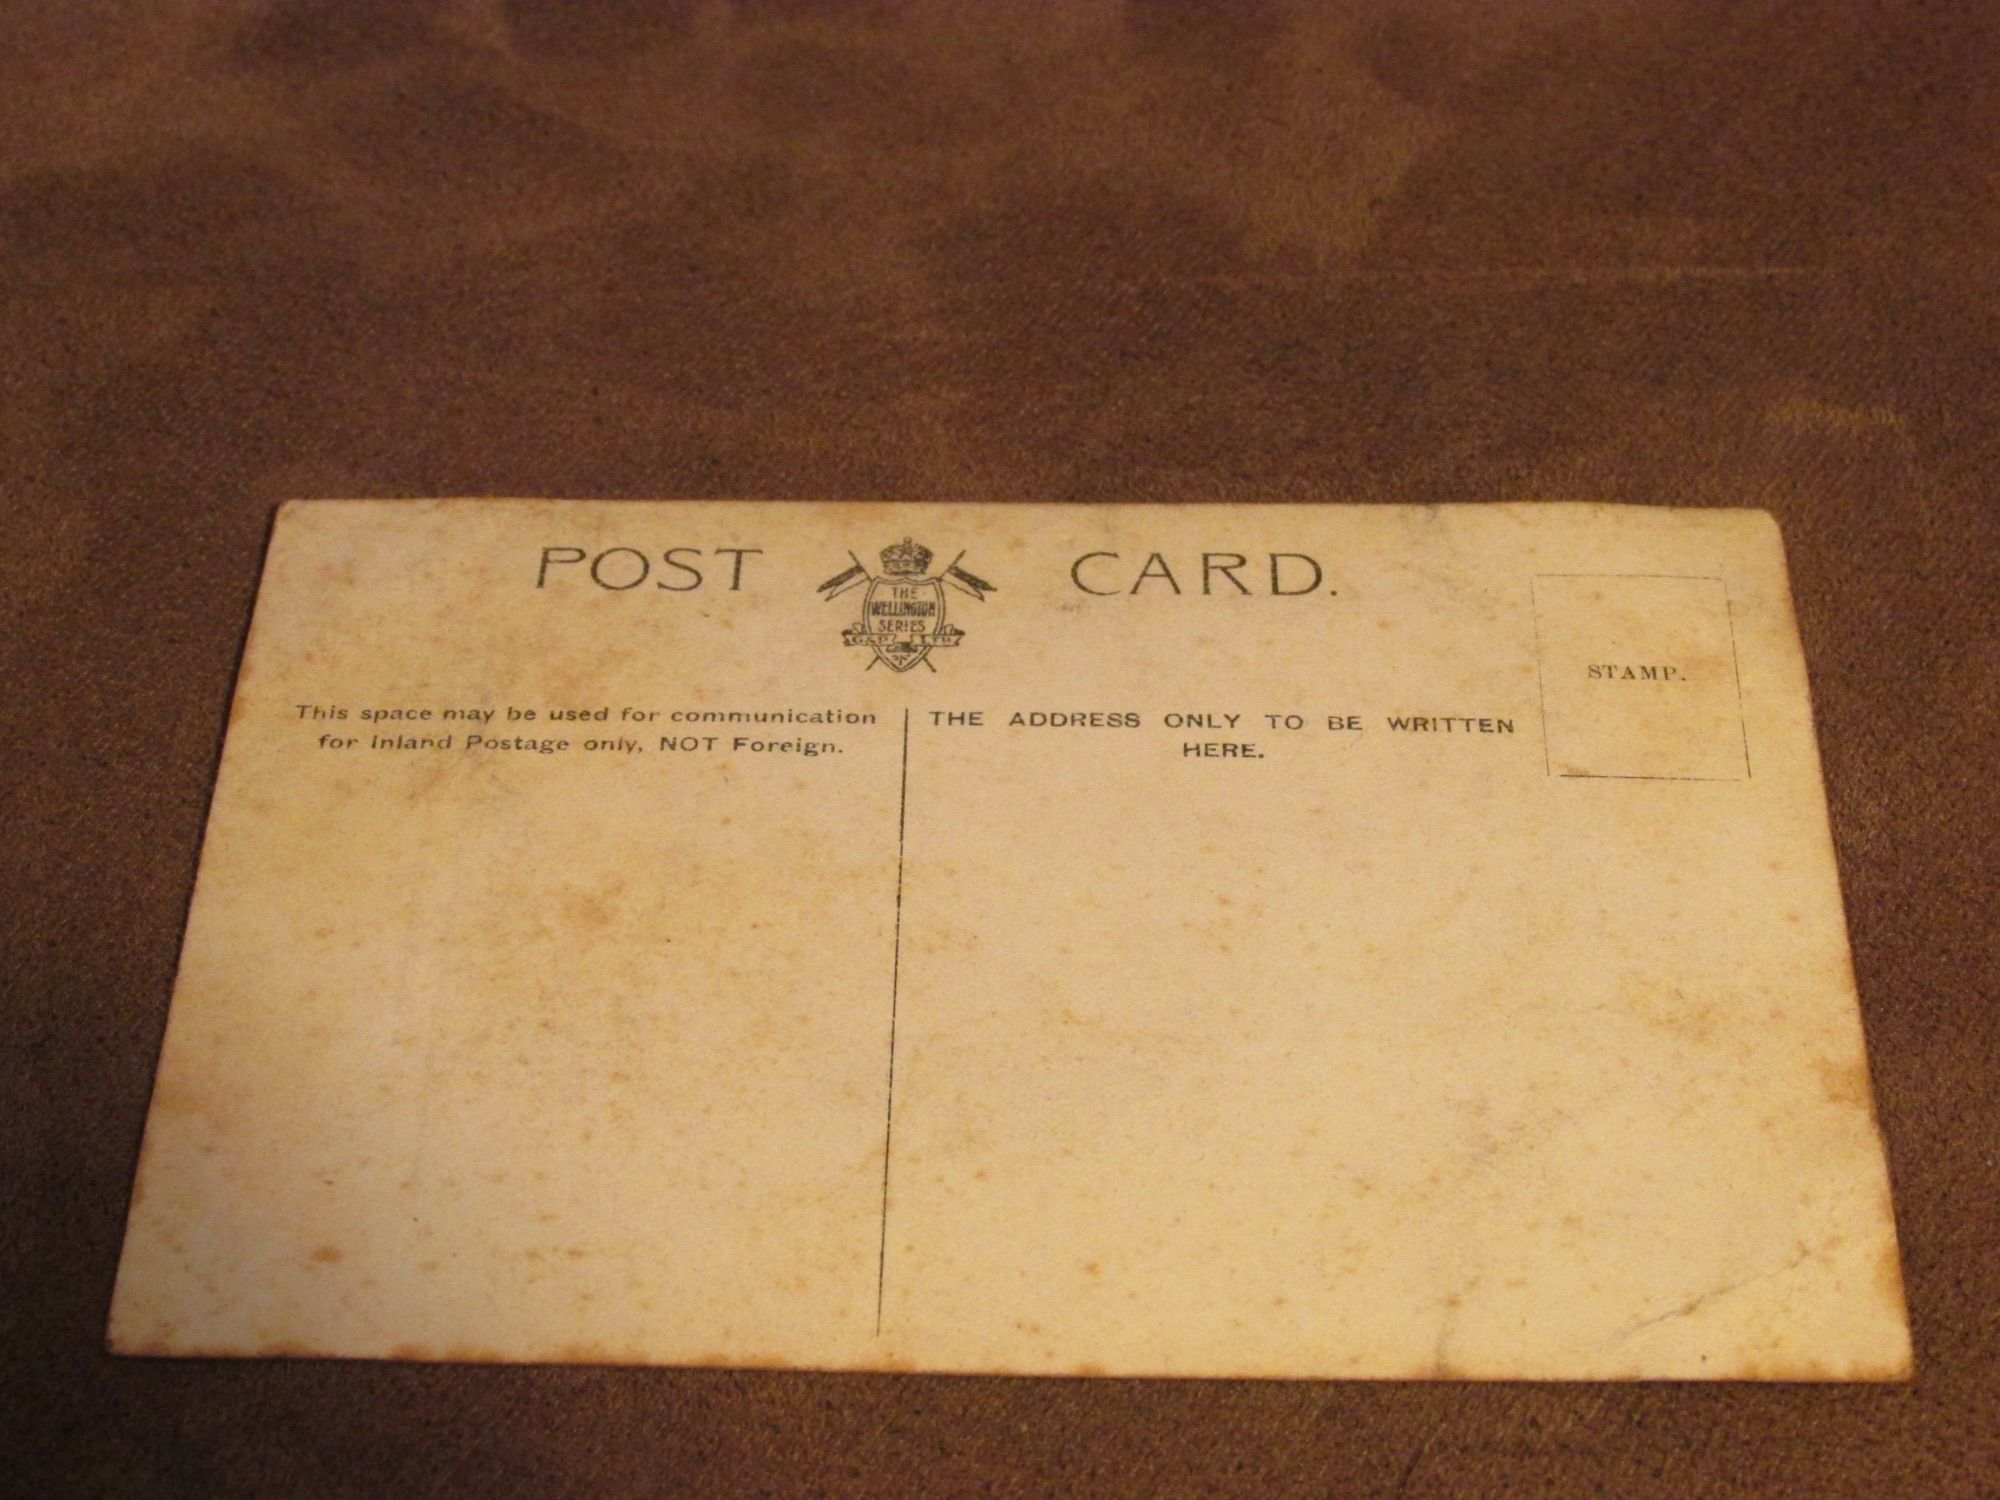 POST CARD.
THE
WELLINGTON
SERIES
G&P LTD.
STAMP.
This space may be used for communication
for Inland Postage only, NOT Foreign.
THE ADDRESS ONLY TO BE WRITTEN
HERE.